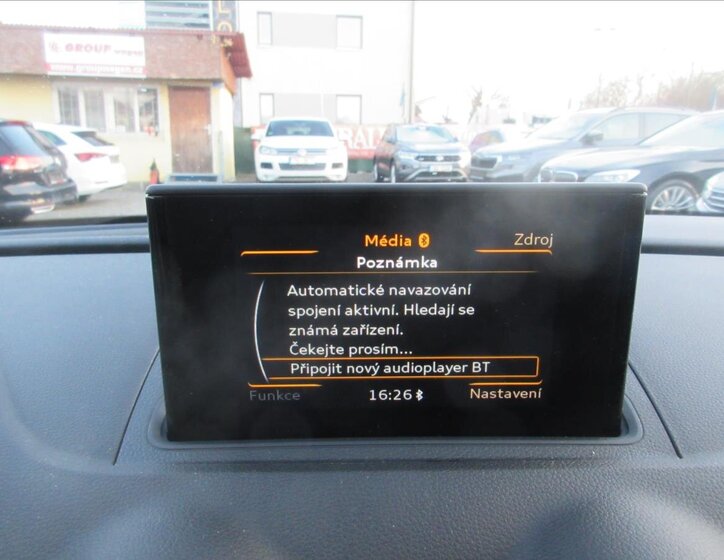 GROUP
Média
Zdroj
Poznámka
Automatické navazování
spojení aktivní. Hledají se
známá zařízení.
Čekejte prosím...
Připojit nový audioplayer BT
Funkce
16:26
Nastavení